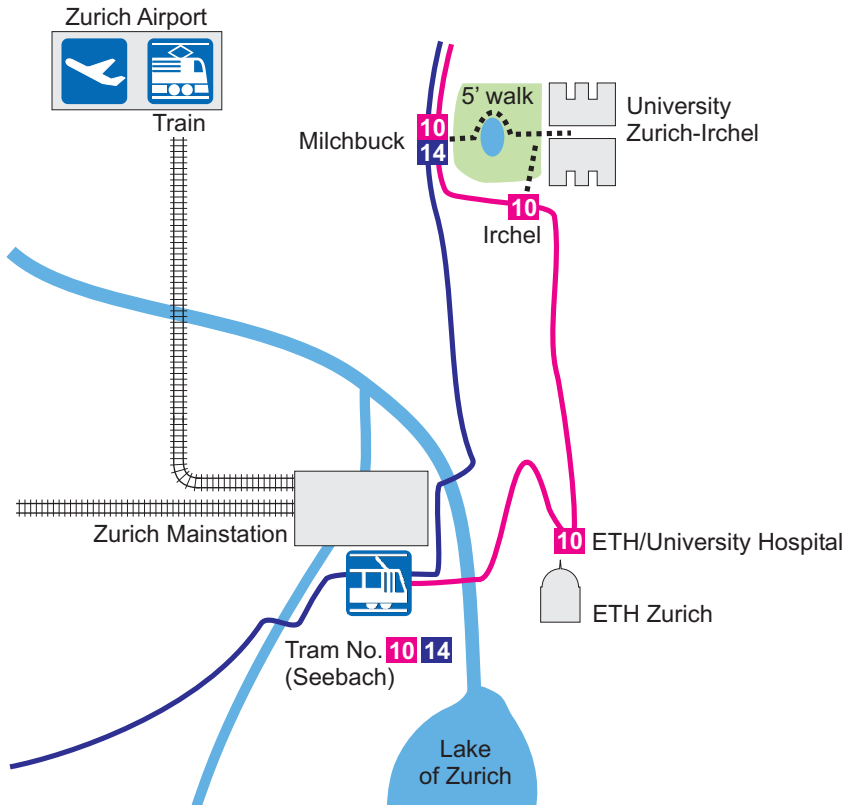 Zurich Airport
Train
5' walk
University
Zurich-Irchel
Milchbuck
10
14
10
Irchel
Zurich Mainstation
10
ETH/University Hospital
ETH Zurich
Tram No. 10 14
(Seebach)
Lake
of Zurich